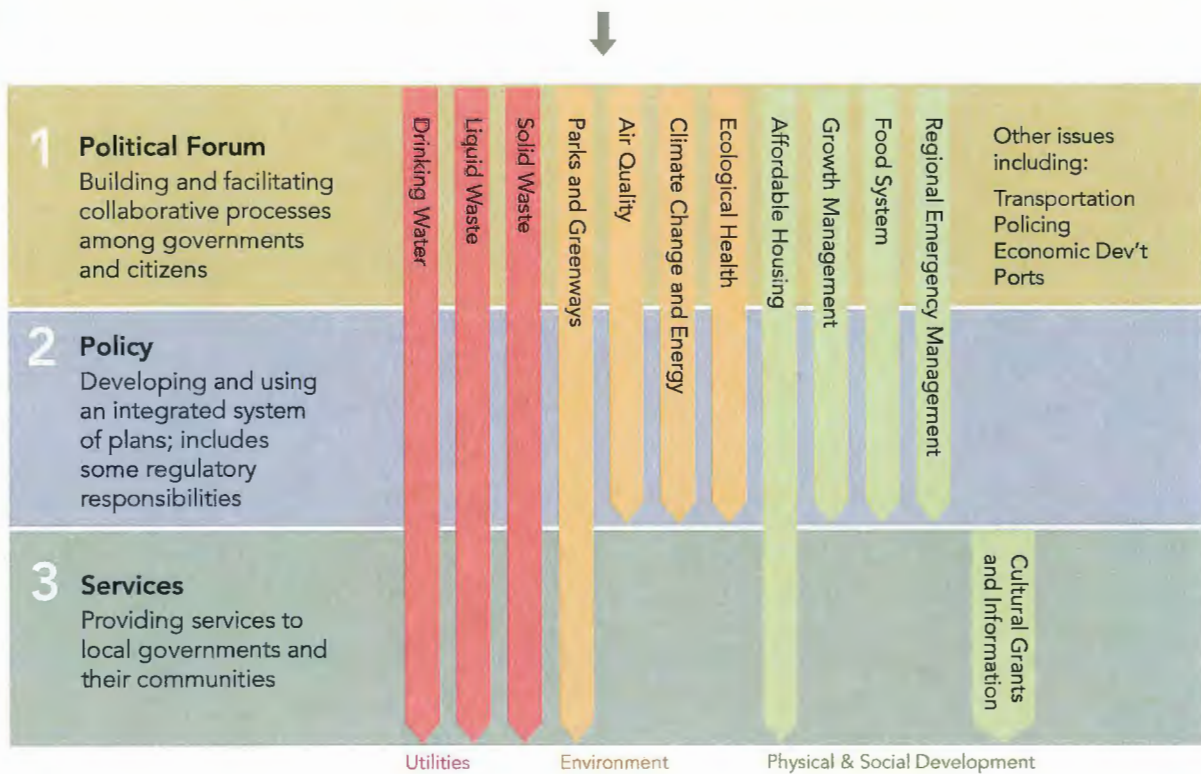 1
Political Forum
Building and facilitating
collaborative processes
among governments
and citizens
Drinking Water
Liquid Waste
Solid Waste
Parks and Greenways
Air Quality
Climate Change and Energy
Ecological Health
Affordable Housing
Growth Management
Food System
Regional Emergency Management
Other issues
including:
Transportation
Policing
Economic Dev't
Ports
2
Policy
Developing and using
an integrated system
of plans; includes
some regulatory
responsibilities
3
Services
Providing services to
local governments and
their communities
Cultural Grants
and Information
Utilities
Environment
Physical & Social Development